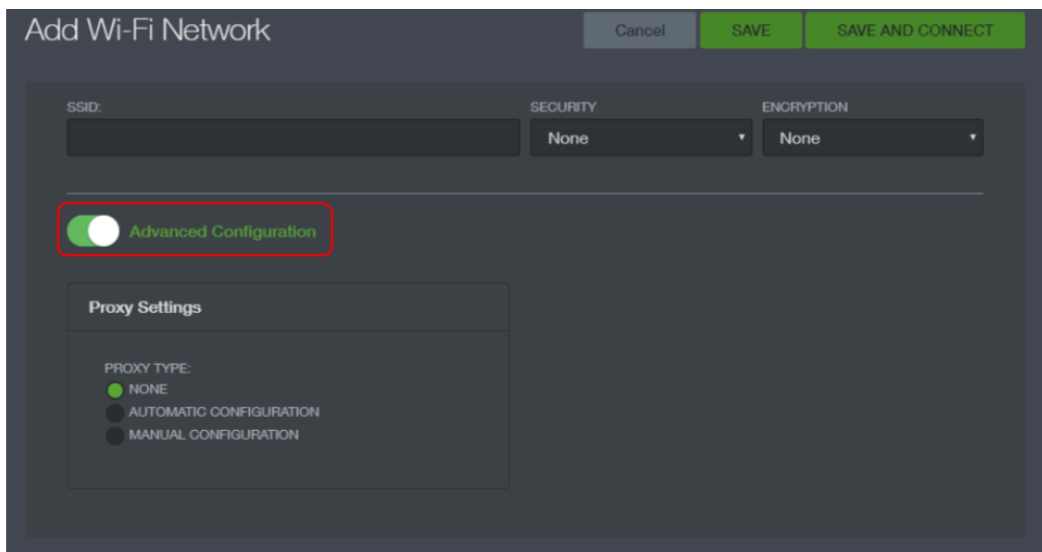 Add Wi-Fi Network
Cancel
SAVE
SAVE AND CONNECT
SSID:
SECURITY
ENCRYPTION
None
None
Advanced Configuration
Proxy Settings
PROXY TYPE:
NONE
AUTOMATIC CONFIGURATION
MANUAL CONFIGURATION